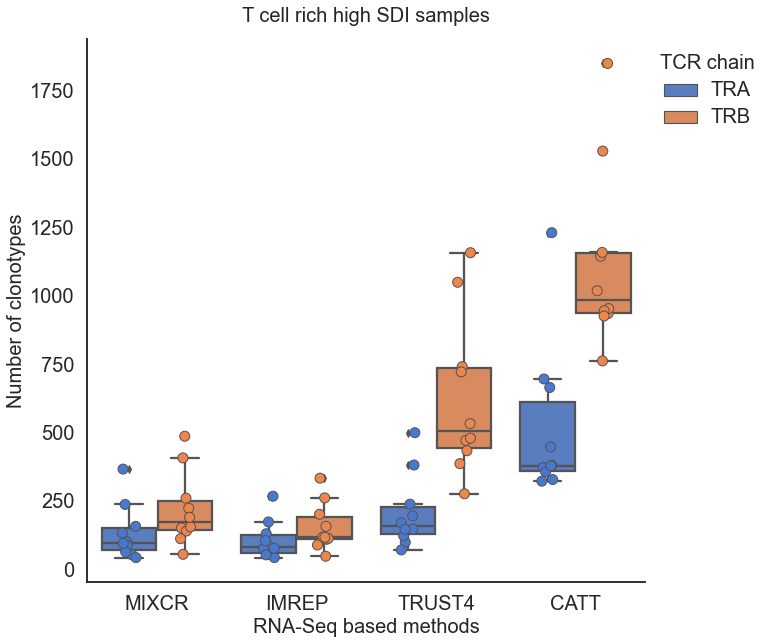 T cell rich high SDI samples
TCR chain
TRA
TRB
Number of clonotypes
1750
1500
1250
1000
750
500
250
0
MIXCR IMREP TRUST4 CATT
RNA-Seq based methods